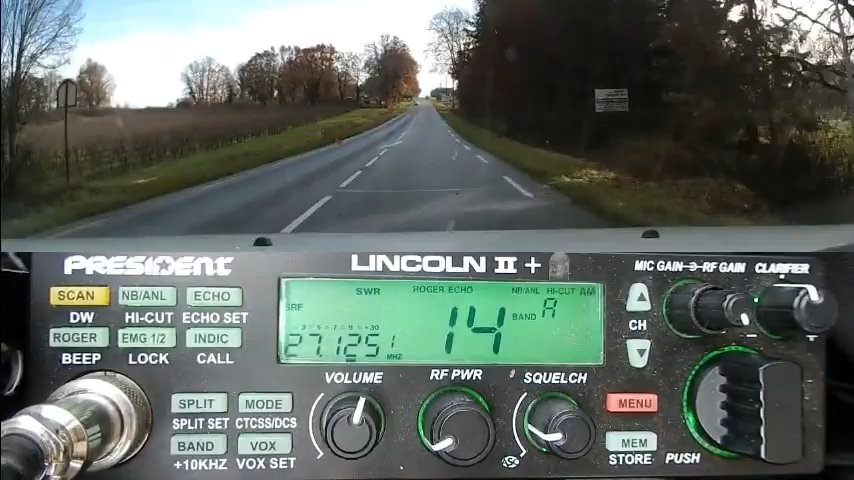 PRESIDENT
LINCOLN II +
MIC GAIN RF GAIN CLARIFIER
SCAN NB/ANL ECHO
DW HI-CUT ECHO SET
ROGER EMG 1/2 INDIC
BEEP LOCK CALL
SWR ROGER ECHO NB/ANL HI-CUT AM
SRF
BAND A
14
27.125 MHZ
CH
VOLUME RF PWR SQUELCH
SPLIT MODE
SPLIT SET CTCSS/DCS
BAND VOX
+10KHZ VOX SET
ASC
MENU
MEM
STORE PUSH
- +